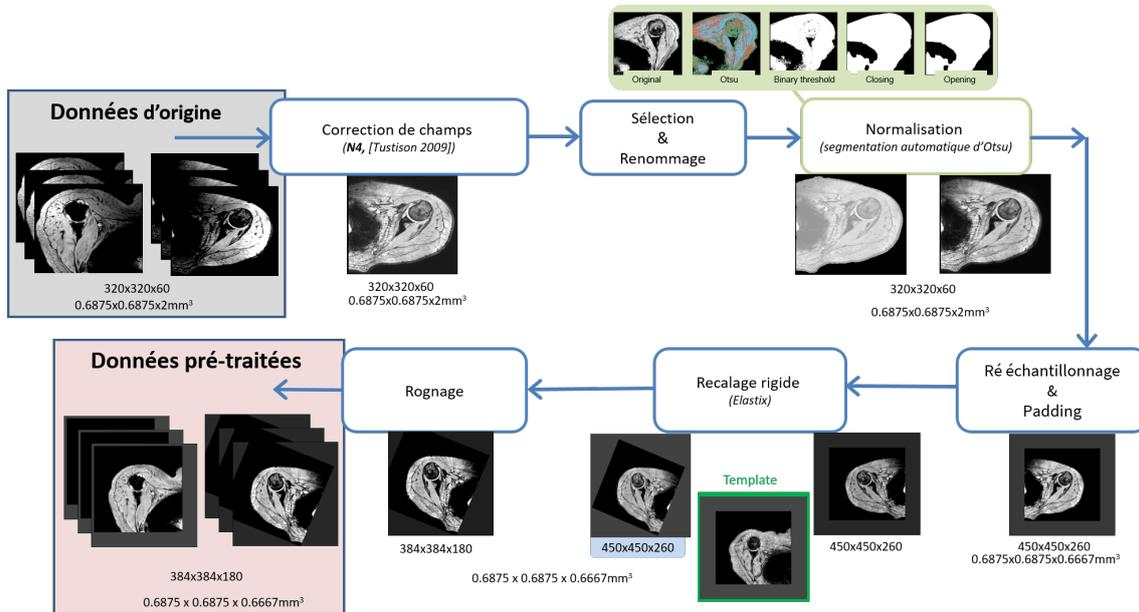 Original
Otsu
Binary threshold
Closing
Opening
Données d'origine
Correction de champs
(N4, [Tustison 2009])
Sélection
&
Renommage
Normalisation
(segmentation automatique d'Otsu)
320x320x60
0.6875x0.6875x2mm³
320x320x60
0.6875x0.6875x2mm³
320x320x60
0.6875x0.6875x2mm³
Données pré-traitées
Rognage
Recalage rigide
(Elastix)
Ré échantillonnage
&
Padding
Template
384x384x180
450x450x260
450x450x260
450x450x260
0.6875x0.6875x0.6667mm³
384x384x180
0.6875 x 0.6875 x 0.6667mm³
0.6875 x 0.6875 x 0.6667mm³